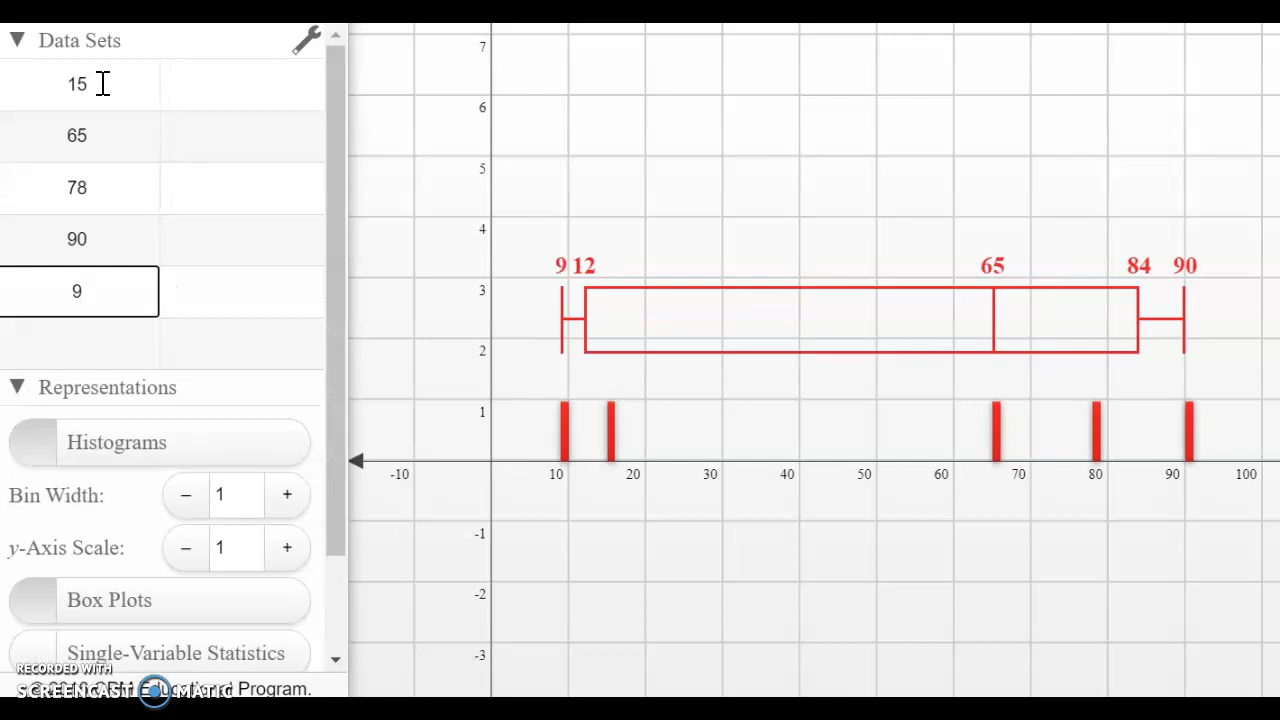 Data Sets
15
65
78
90
9
Representations
Histograms
Bin Width: – 1 +
y-Axis Scale: – 1 +
Box Plots
Single-Variable Statistics
RECORDED WITH
SCREENCAST MATIC
Program.
7
6
5
4
3
2
1
-1
-2
-3
9 12 65 84 90
-10 10 20 30 40 50 60 70 80 90 100